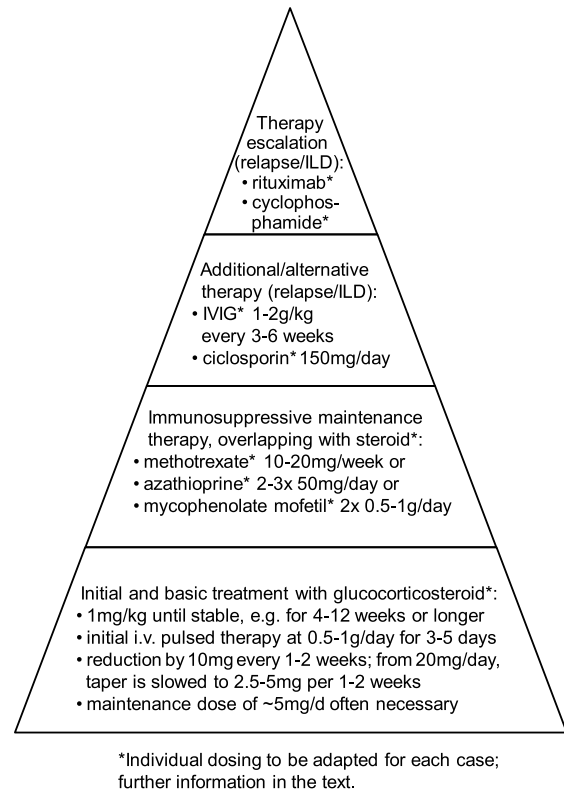 Therapy
escalation
(relapse/ILD):
• rituximab*
• cyclophos-
phamide*
Additional/alternative
therapy (relapse/ILD):
• IVIG* 1-2g/kg
every 3-6 weeks
• ciclosporin* 150mg/day
Immunosuppressive maintenance
therapy, overlapping with steroid*:
• methotrexate* 10-20mg/week or
• azathioprine* 2-3x 50mg/day or
• mycophenolate mofetil* 2x 0.5-1g/day
Initial and basic treatment with glucocorticosteroid*:
• 1mg/kg until stable, e.g. for 4-12 weeks or longer
• initial i.v. pulsed therapy at 0.5-1g/day for 3-5 days
• reduction by 10mg every 1-2 weeks; from 20mg/day,
taper is slowed to 2.5-5mg per 1-2 weeks
• maintenance dose of ~5mg/d often necessary
*Individual dosing to be adapted for each case;
further information in the text.